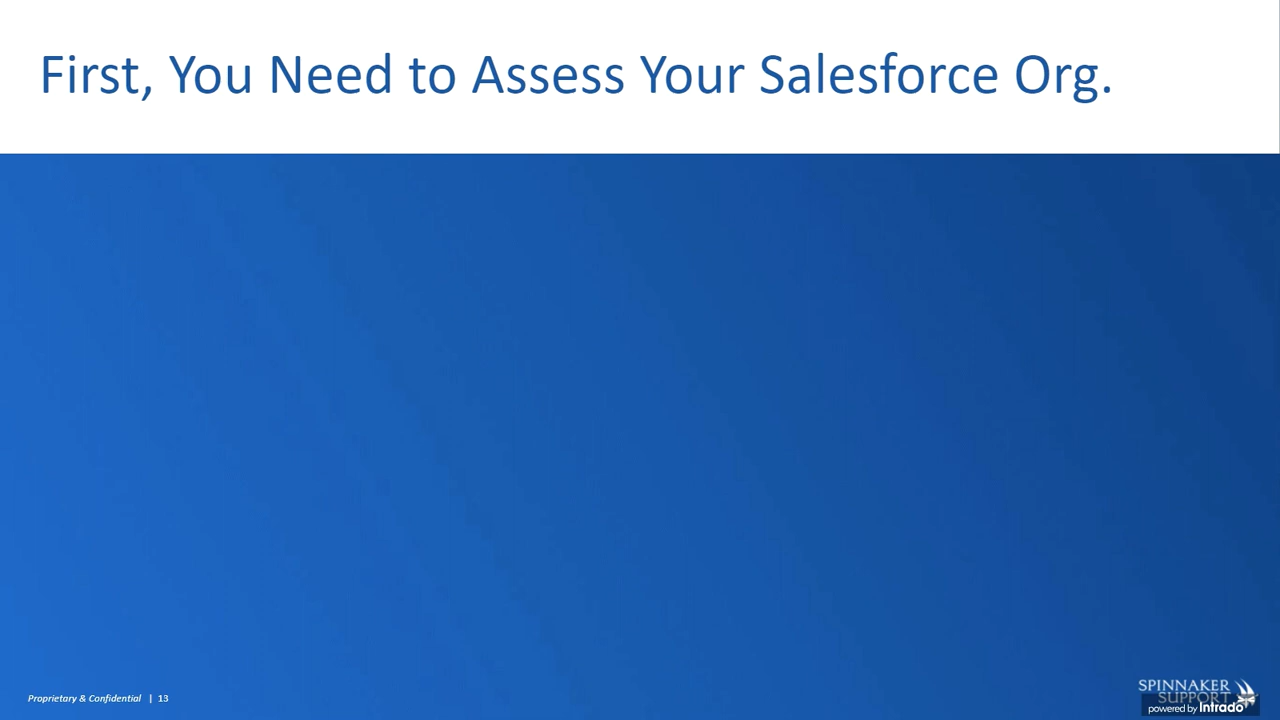 First, You Need to Assess Your Salesforce Org.
Proprietary & Confidential | 13
SPINNAKER
SUPPORT
powered by Intrado